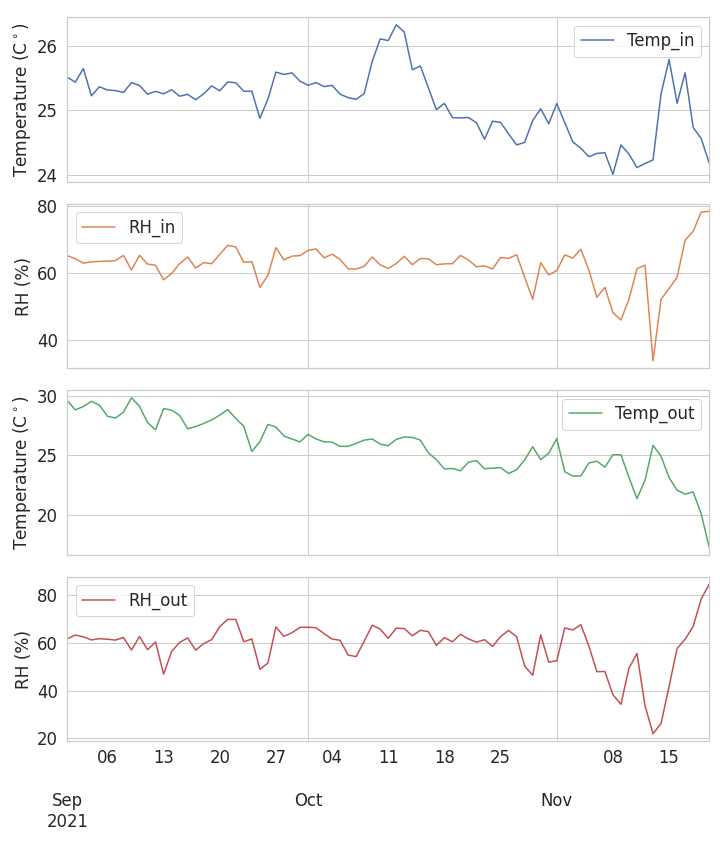 Temperature (C°)
26
25
24
Temp_in
RH (%)
80
60
40
RH_in
Temperature (C°)
30
25
20
Temp_out
RH (%)
80
60
40
20
RH_out
06 13 20 27 04 11 18 25 08 15
Sep Oct Nov
2021